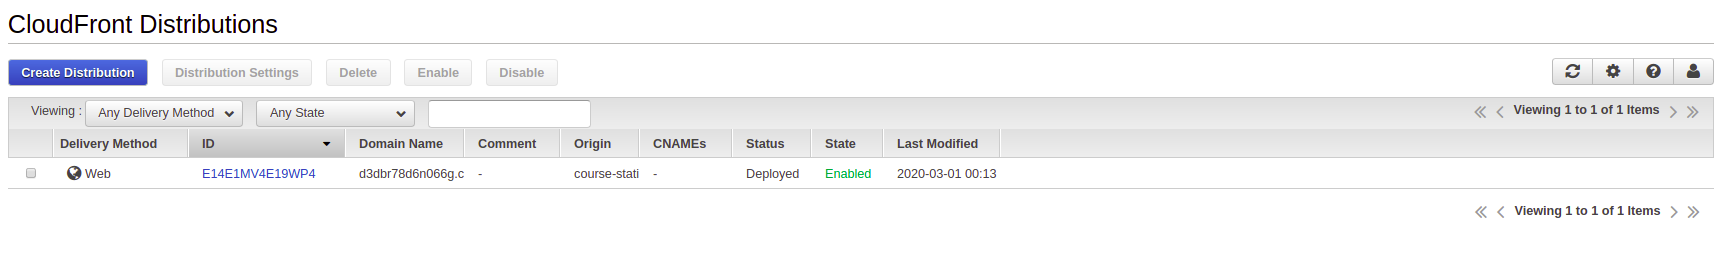 CloudFront Distributions
Create Distribution Distribution Settings Delete Enable Disable
Viewing : Any Delivery Method Any State Viewing 1 to 1 of 1 Items
Delivery Method ID Domain Name Comment Origin CNAMEs Status State Last Modified
Web E14E1MV4E19WP4 d3dbr78d6n066g.c - course-stati - Deployed Enabled 2020-03-01 00:13
Viewing 1 to 1 of 1 Items